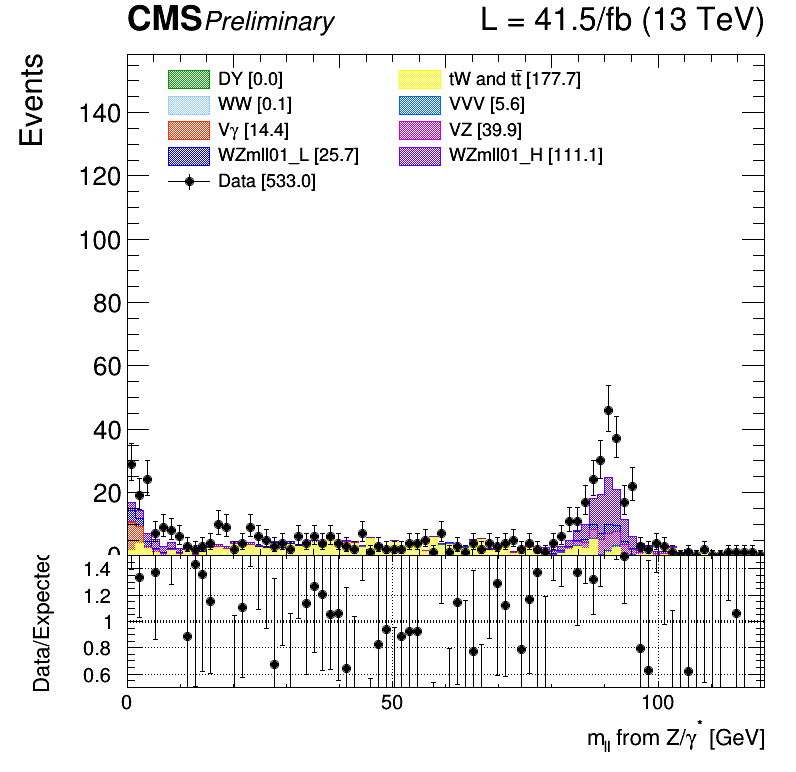 CMS Preliminary L = 41.5/fb (13 TeV)
Events
DY [0.0] tW and tt̄ [177.7]
WW [0.1] VVV [5.6]
Vγ [14.4] VZ [39.9]
WZmll01_L [25.7] WZmll01_H [111.1]
Data [533.0]
140
120
100
80
60
40
20
0
Data/Expected
1.4
1.2
1
0.8
0.6
0 50 100
m_ll from Z/γ* [GeV]